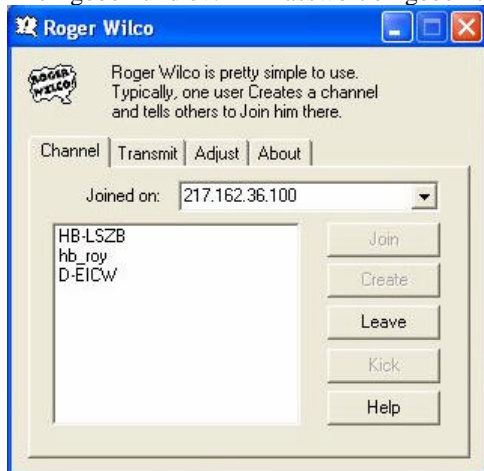 Roger Wilco
ROGER WILCO!
Roger Wilco is pretty simple to use.
Typically, one user Creates a channel
and tells others to Join him there.
Channel Transmit Adjust About
Joined on: 217.162.36.100
HB-LSZB
hb_roy
D-EICW
Join
Create
Leave
Kick
Help